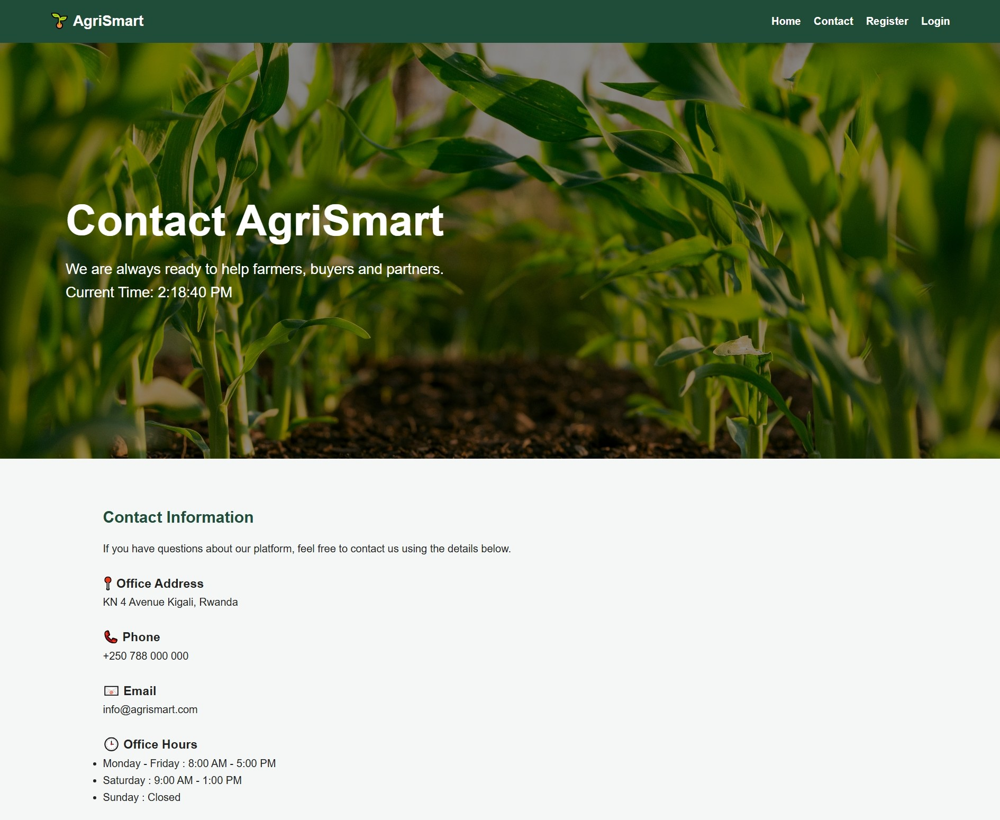 AgriSmart
Home Contact Register Login
Contact AgriSmart
We are always ready to help farmers, buyers and partners.
Current Time: 2:18:40 PM
Contact Information
If you have questions about our platform, feel free to contact us using the details below.
Office Address
KN 4 Avenue Kigali, Rwanda
Phone
+250 788 000 000
Email
info@agrismart.com
Office Hours
Monday - Friday : 8:00 AM - 5:00 PM
Saturday : 9:00 AM - 1:00 PM
Sunday : Closed